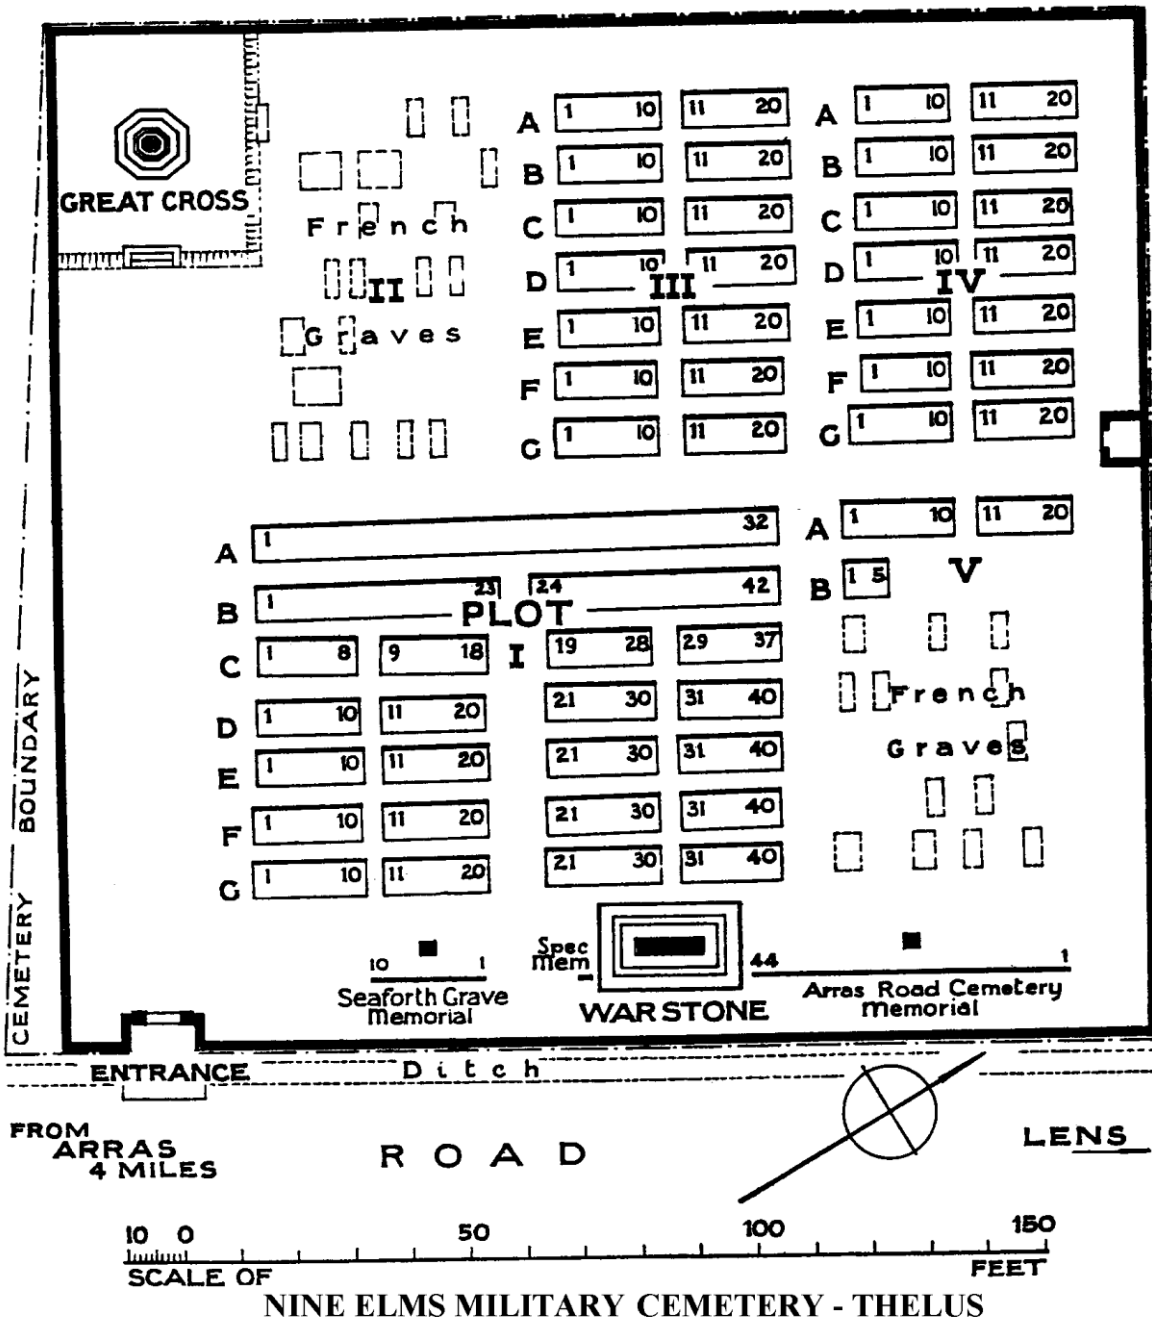 GREAT CROSS
A 1 10 11 20 A 1 10 11 20
B 1 10 11 20 B 1 10 11 20
French C 1 10 11 20 C 1 10 11 20
II D 1 10 11 20 D 1 10 11 20
III IV
Graves E 1 10 11 20 E 1 10 11 20
F 1 10 11 20 F 1 10 11 20
G 1 10 11 20 G 1 10 11 20
A 1 32 A 1 10 11 20
B 1 23 24 42 B 1 5 V
PLOT
C 1 8 9 18 I 19 28 29 37
D 1 10 11 20 21 30 31 40
French
E 1 10 11 20 21 30 31 40
Graves
F 1 10 11 20 21 30 31 40
G 1 10 11 20 21 30 31 40
CEMETERY BOUNDARY
10 1
Seaforth Grave
Memorial
Spec
Mem
WAR STONE
44 1
Arras Road Cemetery
Memorial
ENTRANCE
Ditch
FROM
ARRAS
4 MILES
ROAD
LENS
10 0 50 100 150
SCALE OF FEET
NINE ELMS MILITARY CEMETERY - THELUS